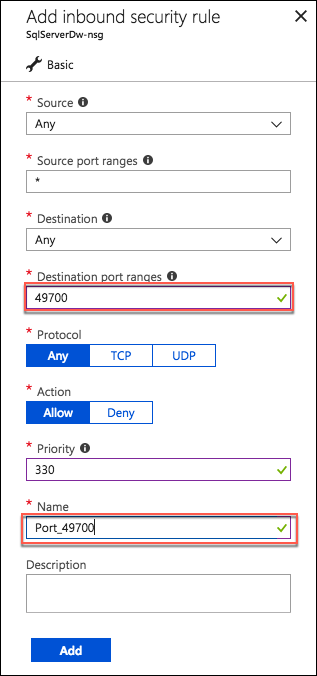 Add inbound security rule
SqlServerDw-nsg
Basic
* Source
Any
* Source port ranges
*
* Destination
Any
* Destination port ranges
49700
* Protocol
Any TCP UDP
* Action
Allow Deny
* Priority
330
* Name
Port_49700
Description
Add